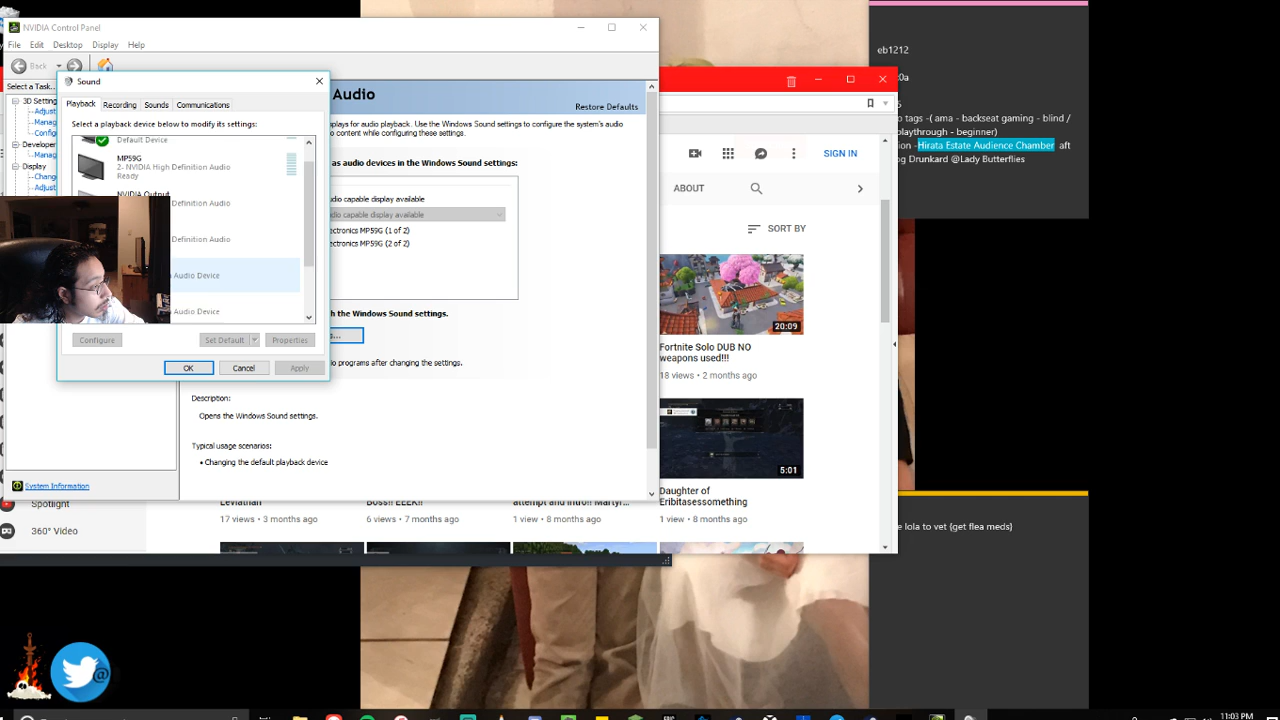 NVIDIA Control Panel
File Edit Desktop Display Help
Back
Select a Task...
3D Setting
Adjust
Manag
Config
Developer
Manag
Display
Chang
Adjust
Sound
Playback Recording Sounds Communications
Select a playback device below to modify its settings:
Default Device
MP59G
2- NVIDIA High Definition Audio
Ready
NVIDIA Output
Definition Audio
Definition Audio
Audio Device
Audio Device
Configure Set Default Properties
OK Cancel Apply
Audio
Restore Defaults
plays for audio playback. Use the Windows Sound settings to configure the system's audio
o content while configuring these settings.
as audio devices in the Windows Sound settings:
dio capable display available
dio capable display available
ectronics MP59G (1 of 2)
ectronics MP59G (2 of 2)
h the Windows Sound settings.
...
io programs after changing the settings.
Description:
Opens the Windows Sound settings.
Typical usage scenarios:
• Changing the default playback device
System Information
Spotlight
360° Video
SIGN IN
ABOUT
SORT BY
20:09
Fortnite Solo DUB NO
weapons used!!!
18 views • 2 months ago
5:01
Leviathan
17 views • 3 months ago
Boss!! EEEK!!
6 views • 7 months ago
attempt and intro!! Martyr...
1 view • 8 months ago
Daughter of
Eribitasessomething
1 view • 8 months ago
eb1212
0a
5
o tags -( ama - backseat gaming - blind /
playthrough - beginner)
ion -Hirata Estate Audience Chamber aft
og Drunkard @Lady Butterflies
e lola to vet {get flea meds}
@
11:03 PM